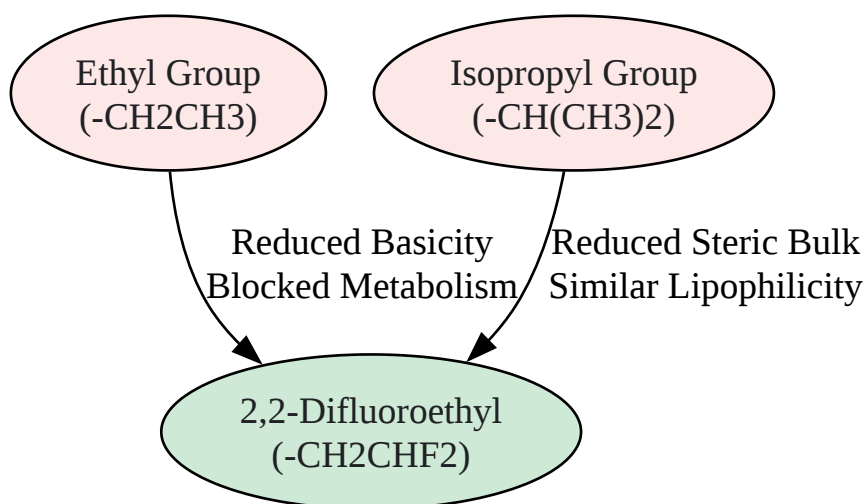 Ethyl Group
(-CH2CH3)
Isopropyl Group
(-CH(CH3)2)
Reduced Basicity
Blocked Metabolism
Reduced Steric Bulk
Similar Lipophilicity
2,2-Difluoroethyl
(-CH2CHF2)